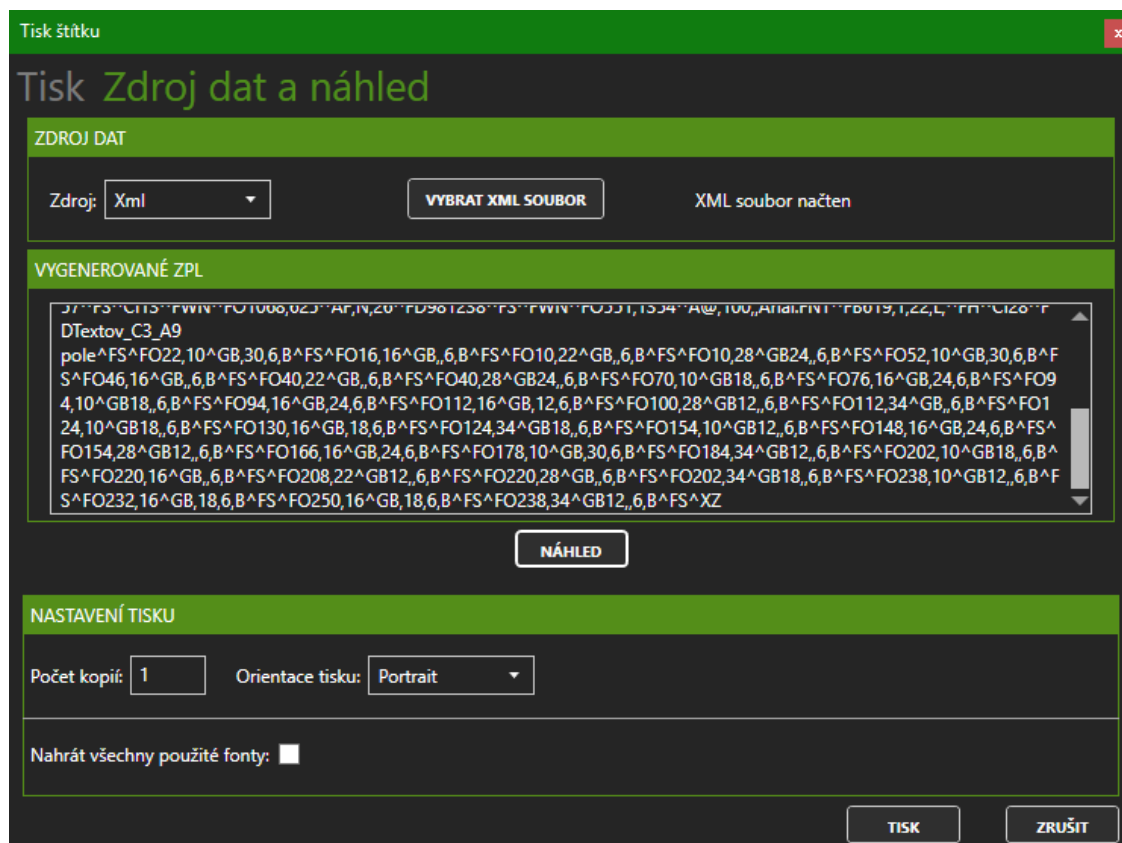 Tisk štítku
x
Tisk Zdroj dat a náhled
ZDROJ DAT
Zdroj: Xml VYBRAT XML SOUBOR XML soubor načten
VYGENEROVANÉ ZPL
DTextov_C3_A9
pole^FS^FO22,10^GB,30,6,B^FS^FO16,16^GB,,6,B^FS^FO10,22^GB,,6,B^FS^FO10,28^GB24,,6,B^FS^FO52,10^GB,30,6,B^F
S^FO46,16^GB,,6,B^FS^FO40,22^GB,,6,B^FS^FO40,28^GB24,,6,B^FS^FO70,10^GB18,,6,B^FS^FO76,16^GB,24,6,B^FS^FO9
4,10^GB18,,6,B^FS^FO94,16^GB,24,6,B^FS^FO112,16^GB,12,6,B^FS^FO100,28^GB12,,6,B^FS^FO112,34^GB,,6,B^FS^FO1
24,10^GB18,,6,B^FS^FO130,16^GB,18,6,B^FS^FO124,34^GB18,,6,B^FS^FO154,10^GB12,,6,B^FS^FO148,16^GB,24,6,B^FS^
FO154,28^GB12,,6,B^FS^FO166,16^GB,24,6,B^FS^FO178,10^GB,30,6,B^FS^FO184,34^GB12,,6,B^FS^FO202,10^GB18,,6,B^
FS^FO220,16^GB,,6,B^FS^FO208,22^GB12,,6,B^FS^FO220,28^GB,,6,B^FS^FO202,34^GB18,,6,B^FS^FO238,10^GB12,,6,B^F
S^FO232,16^GB,18,6,B^FS^FO250,16^GB,18,6,B^FS^FO238,34^GB12,,6,B^FS^XZ
NÁHLED
NASTAVENÍ TISKU
Počet kopií: 1 Orientace tisku: Portrait
Nahrát všechny použité fonty:
TISK ZRUŠIT